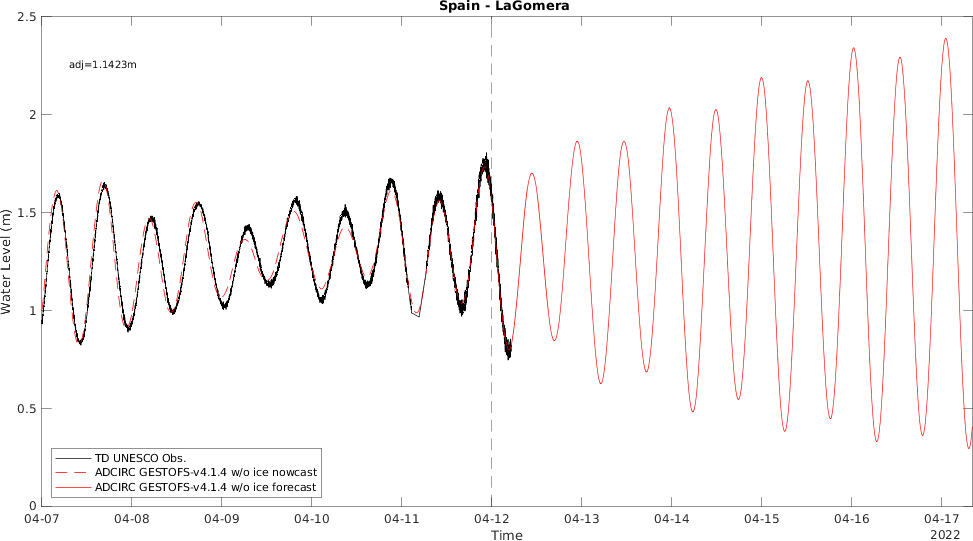 Spain - LaGomera
2.5
adj=1.1423m
2
1.5
Water Level (m)
1
0.5
TD UNESCO Obs.
ADCIRC GESTOFS-v4.1.4 w/o ice nowcast
ADCIRC GESTOFS-v4.1.4 w/o ice forecast
0
04-07 04-08 04-09 04-10 04-11 04-12 04-13 04-14 04-15 04-16 04-17
Time 2022